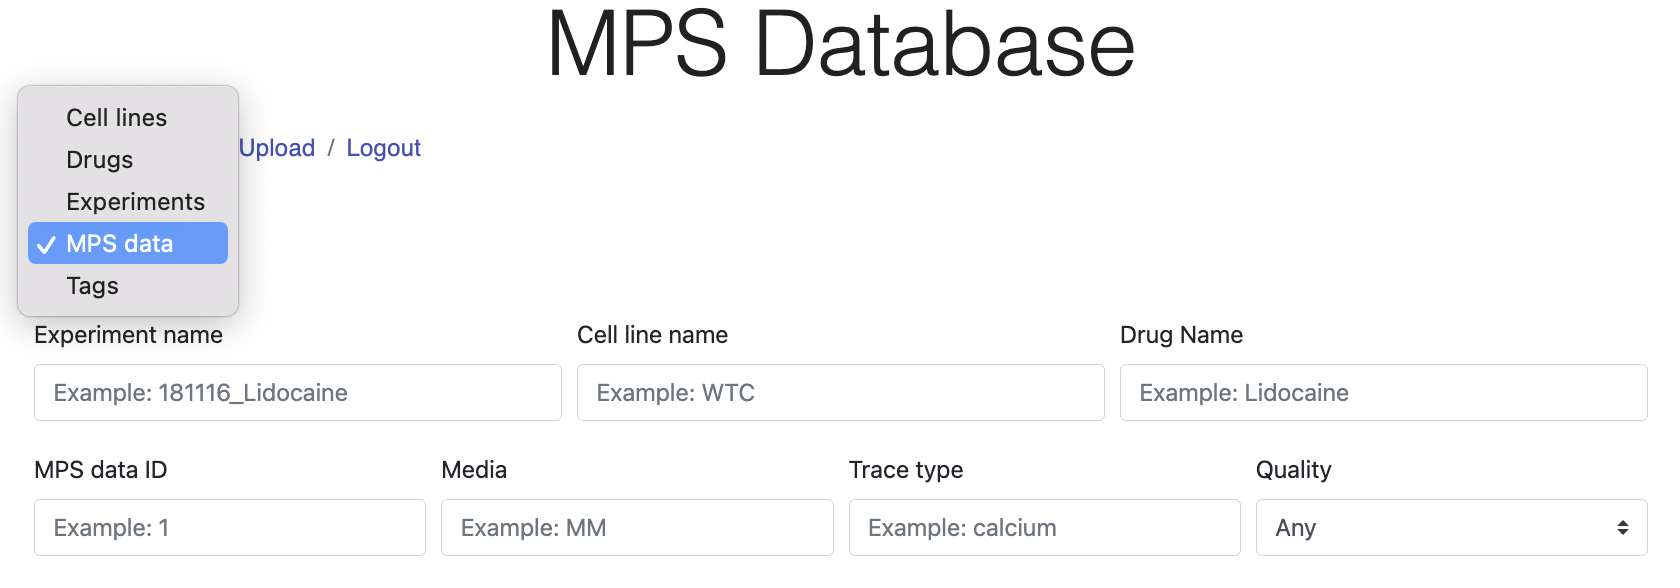 MPS Database
Cell lines
Drugs
Experiments
MPS data
Tags
Upload / Logout
Experiment name Cell line name Drug Name
Example: 181116_Lidocaine Example: WTC Example: Lidocaine
MPS data ID Media Trace type Quality
Example: 1 Example: MM Example: calcium Any